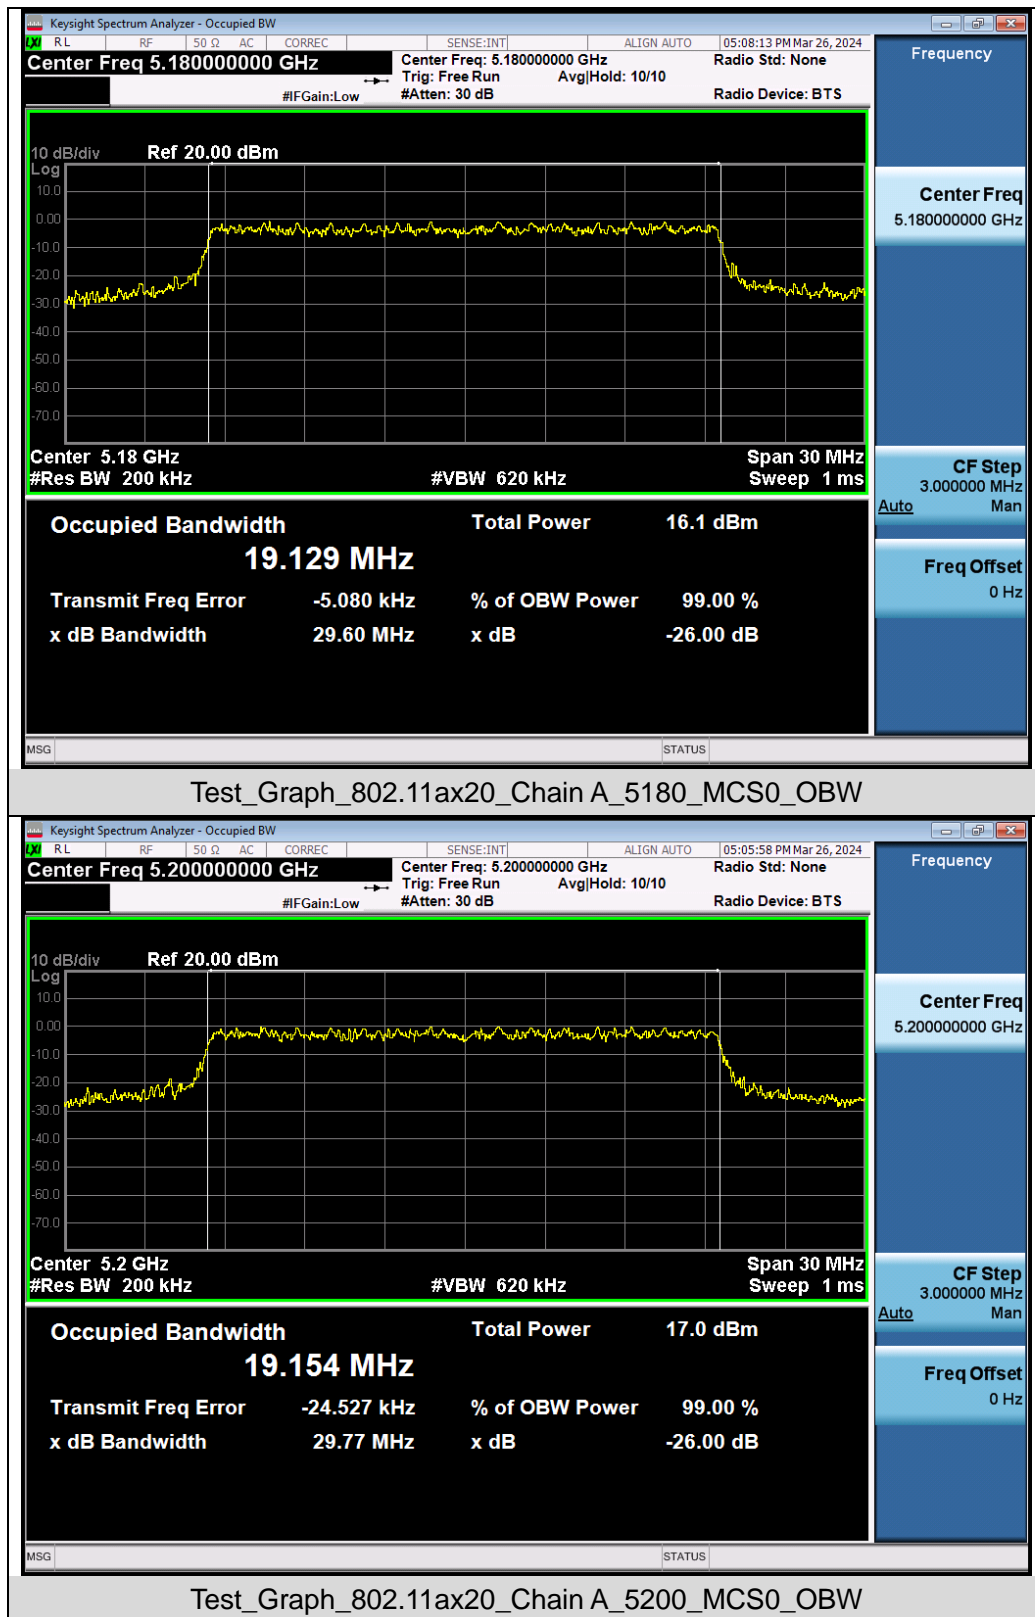 Keysight Spectrum Analyzer - Occupied BW
LXI RL RF 50 Ω AC CORREC SENSE:INT ALIGN AUTO 05:08:13 PM Mar 26, 2024
Center Freq 5.180000000 GHz
Center Freq: 5.180000000 GHz
Radio Std: None
Trig: Free Run Avg|Hold: 10/10
#IFGain:Low #Atten: 30 dB Radio Device: BTS
Frequency
10 dB/div Ref 20.00 dBm
Log
10.0
0.00
-10.0
-20.0
-30.0
-40.0
-50.0
-60.0
-70.0
Center Freq
5.180000000 GHz
Center 5.18 GHz Span 30 MHz
#Res BW 200 kHz #VBW 620 kHz Sweep 1 ms
CF Step
3.000000 MHz
Auto Man
Occupied Bandwidth Total Power 16.1 dBm
19.129 MHz
Transmit Freq Error -5.080 kHz % of OBW Power 99.00 %
x dB Bandwidth 29.60 MHz x dB -26.00 dB
Freq Offset
0 Hz
MSG STATUS
Test_Graph_802.11ax20_Chain A_5180_MCS0_OBW
Keysight Spectrum Analyzer - Occupied BW
LXI RL RF 50 Ω AC CORREC SENSE:INT ALIGN AUTO 05:05:58 PM Mar 26, 2024
Center Freq 5.200000000 GHz
Center Freq: 5.200000000 GHz
Radio Std: None
Trig: Free Run Avg|Hold: 10/10
#IFGain:Low #Atten: 30 dB Radio Device: BTS
Frequency
10 dB/div Ref 20.00 dBm
Log
10.0
0.00
-10.0
-20.0
-30.0
-40.0
-50.0
-60.0
-70.0
Center Freq
5.200000000 GHz
Center 5.2 GHz Span 30 MHz
#Res BW 200 kHz #VBW 620 kHz Sweep 1 ms
CF Step
3.000000 MHz
Auto Man
Occupied Bandwidth Total Power 17.0 dBm
19.154 MHz
Transmit Freq Error -24.527 kHz % of OBW Power 99.00 %
x dB Bandwidth 29.77 MHz x dB -26.00 dB
Freq Offset
0 Hz
MSG STATUS
Test_Graph_802.11ax20_Chain A_5200_MCS0_OBW